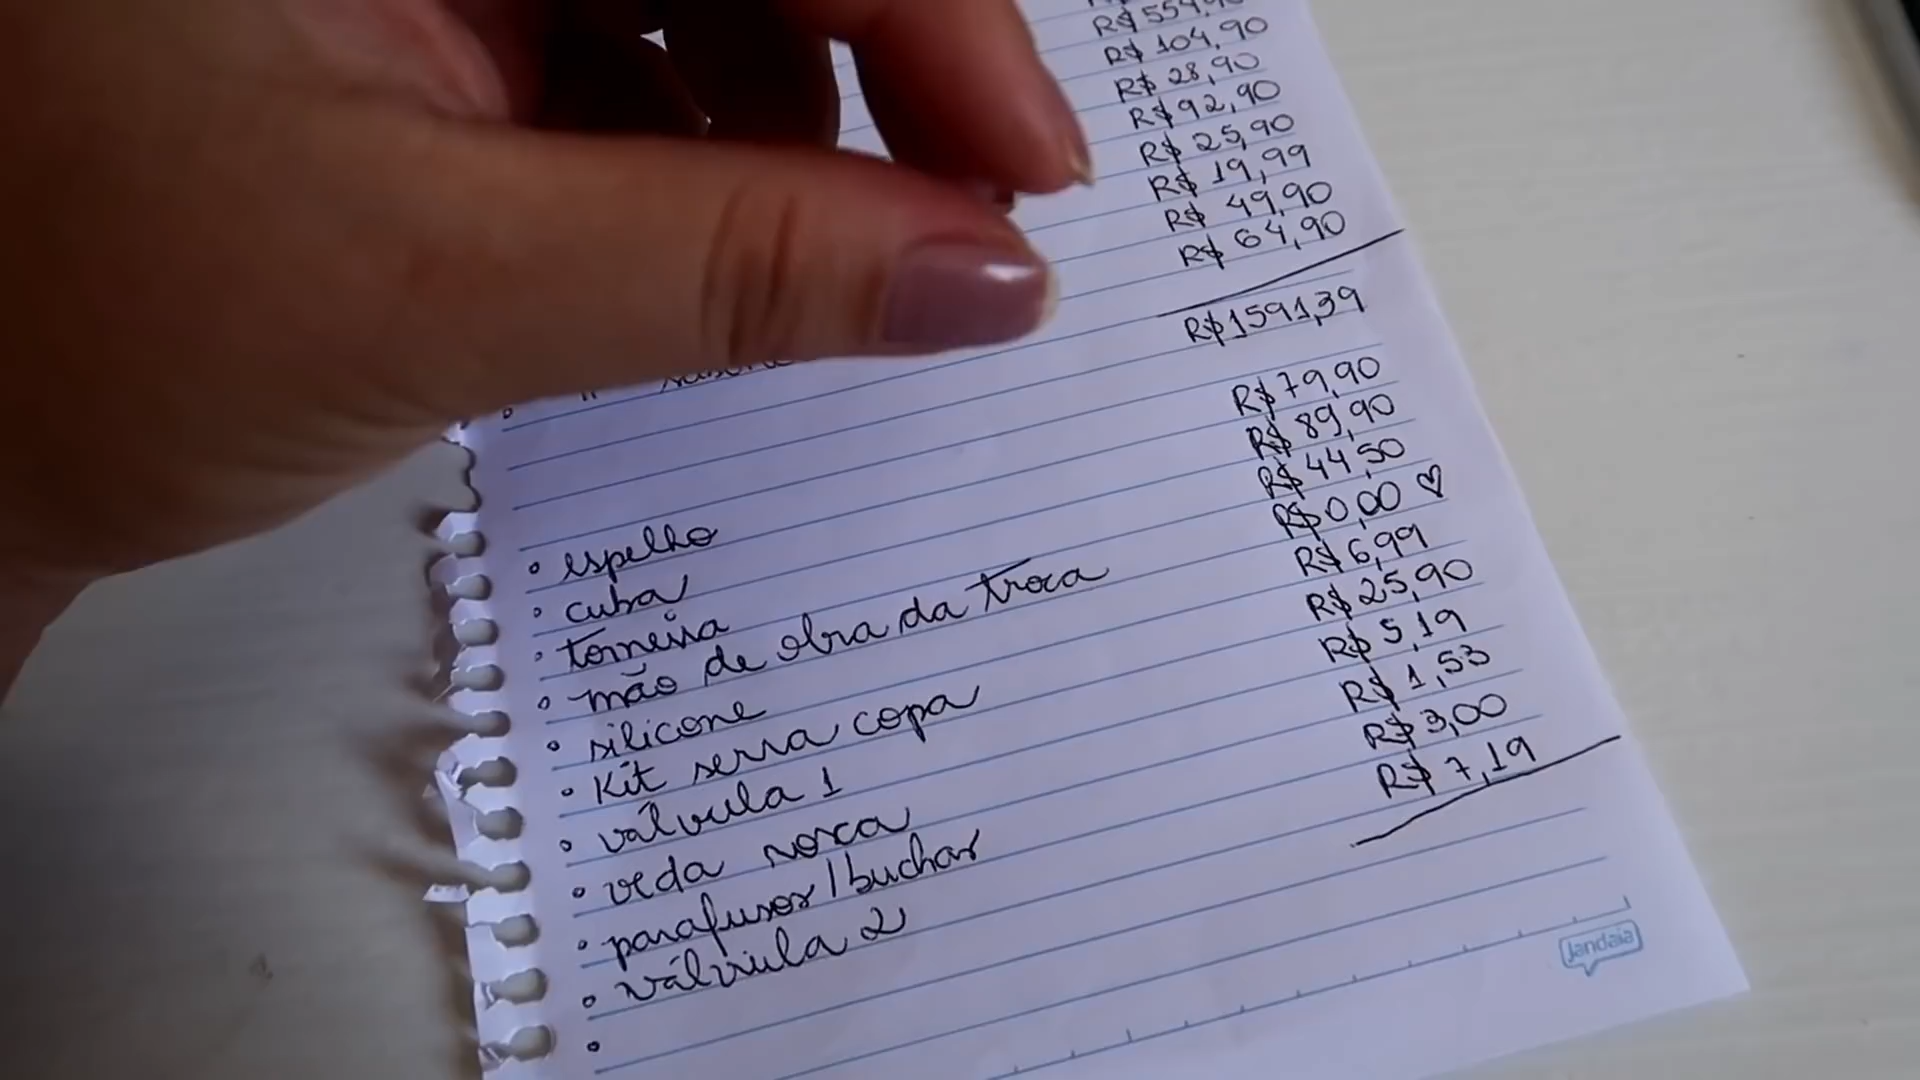 R$ 104,90
R$ 28,90
R$ 92,90
R$ 25,90
R$ 19,99
R$ 49,90
R$ 64,90
R$ 1591,39
espelho R$ 79,90
cuba R$ 89,90
torneira R$ 44,50
mão de obra da troca R$ 0,00 ♡
silicone R$ 6,99
Kit serra copa R$ 25,90
válvula 1 R$ 5,19
veda rosca R$ 1,53
parafusos / buchas R$ 3,00
válvula 2 R$ 7,19
Jandaia